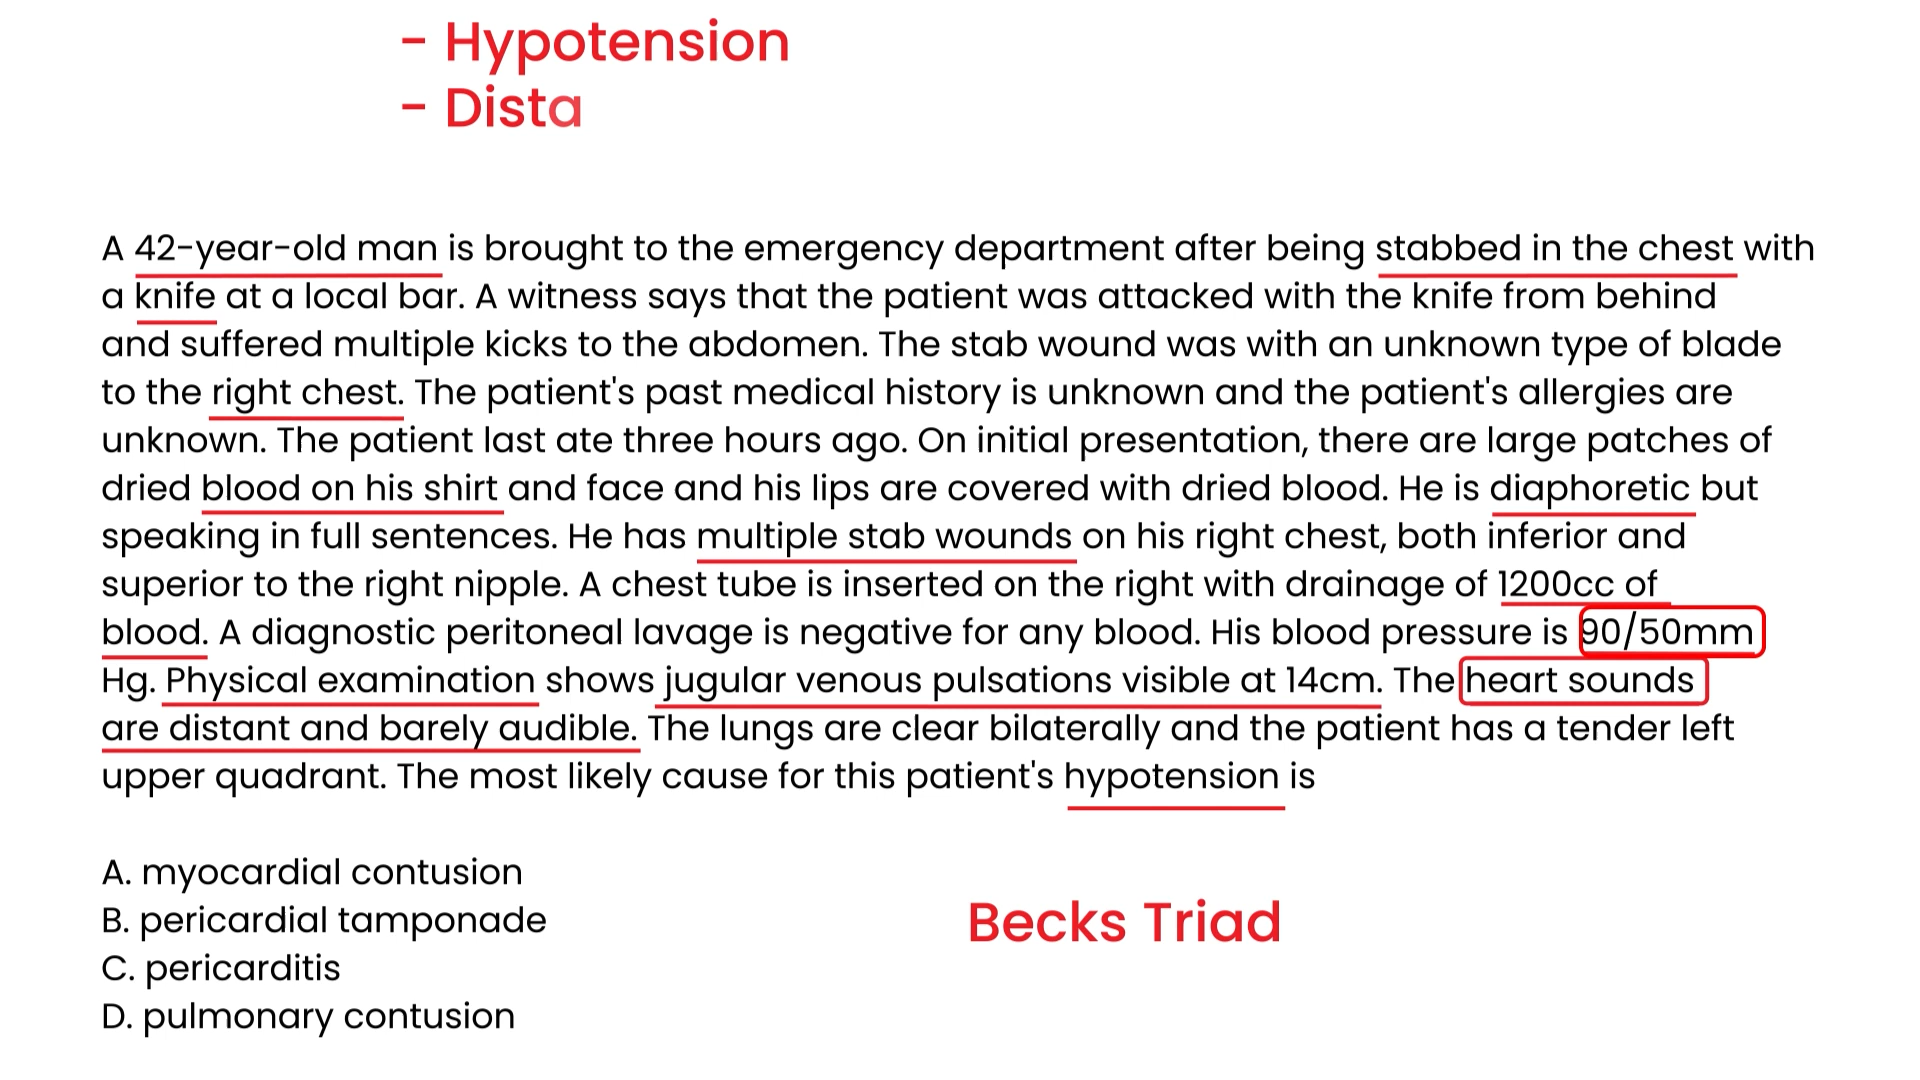 - Hypotension
- Dista
A 42-year-old man is brought to the emergency department after being stabbed in the chest with
a knife at a local bar. A witness says that the patient was attacked with the knife from behind
and suffered multiple kicks to the abdomen. The stab wound was with an unknown type of blade
to the right chest. The patient's past medical history is unknown and the patient's allergies are
unknown. The patient last ate three hours ago. On initial presentation, there are large patches of
dried blood on his shirt and face and his lips are covered with dried blood. He is diaphoretic but
speaking in full sentences. He has multiple stab wounds on his right chest, both inferior and
superior to the right nipple. A chest tube is inserted on the right with drainage of 1200cc of
blood. A diagnostic peritoneal lavage is negative for any blood. His blood pressure is 90/50mm
Hg. Physical examination shows jugular venous pulsations visible at 14cm. The heart sounds
are distant and barely audible. The lungs are clear bilaterally and the patient has a tender left
upper quadrant. The most likely cause for this patient's hypotension is
A. myocardial contusion
B. pericardial tamponade
C. pericarditis
D. pulmonary contusion
Becks Triad